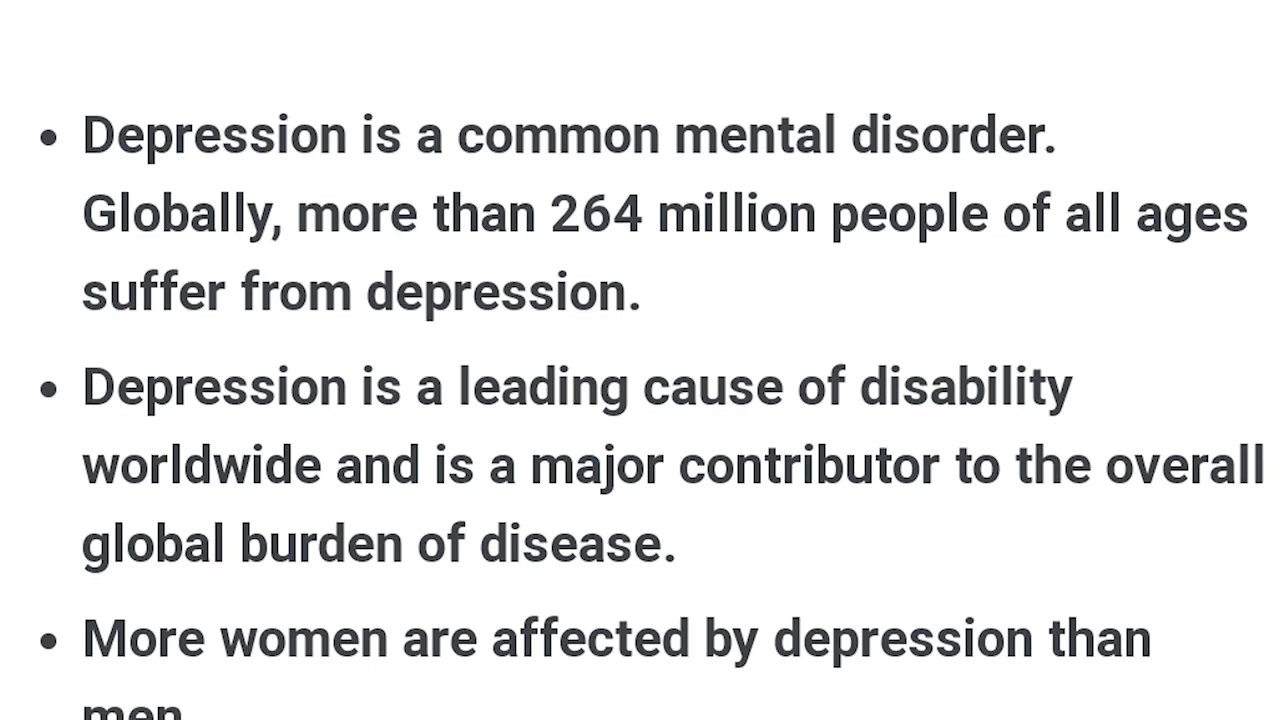 • Depression is a common mental disorder.
Globally, more than 264 million people of all ages
suffer from depression.
• Depression is a leading cause of disability
worldwide and is a major contributor to the overall
global burden of disease.
• More women are affected by depression than
men